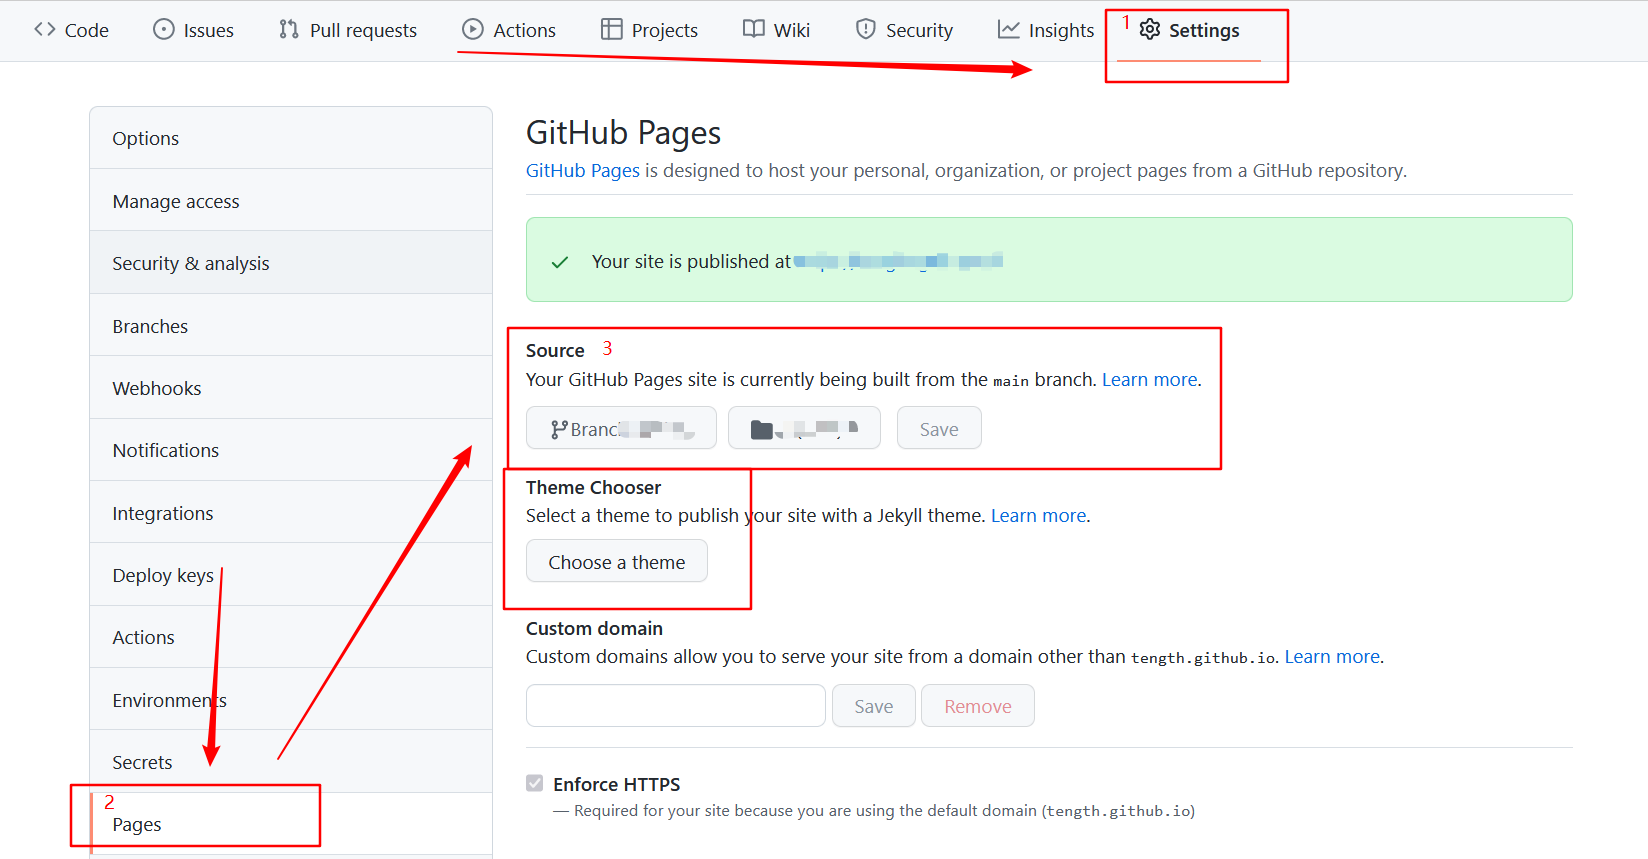 Code Issues Pull requests Actions Projects Wiki Security Insights 1 Settings
Options
Manage access
Security & analysis
Branches
Webhooks
Notifications
Integrations
Deploy keys
Actions
Environments
Secrets
2
Pages
GitHub Pages
GitHub Pages is designed to host your personal, organization, or project pages from a GitHub repository.
Your site is published at
Source 3
Your GitHub Pages site is currently being built from the main branch. Learn more.
Save
Theme Chooser
Select a theme to publish your site with a Jekyll theme. Learn more.
Choose a theme
Custom domain
Custom domains allow you to serve your site from a domain other than tength.github.io. Learn more.
Save Remove
Enforce HTTPS
— Required for your site because you are using the default domain (tength.github.io)